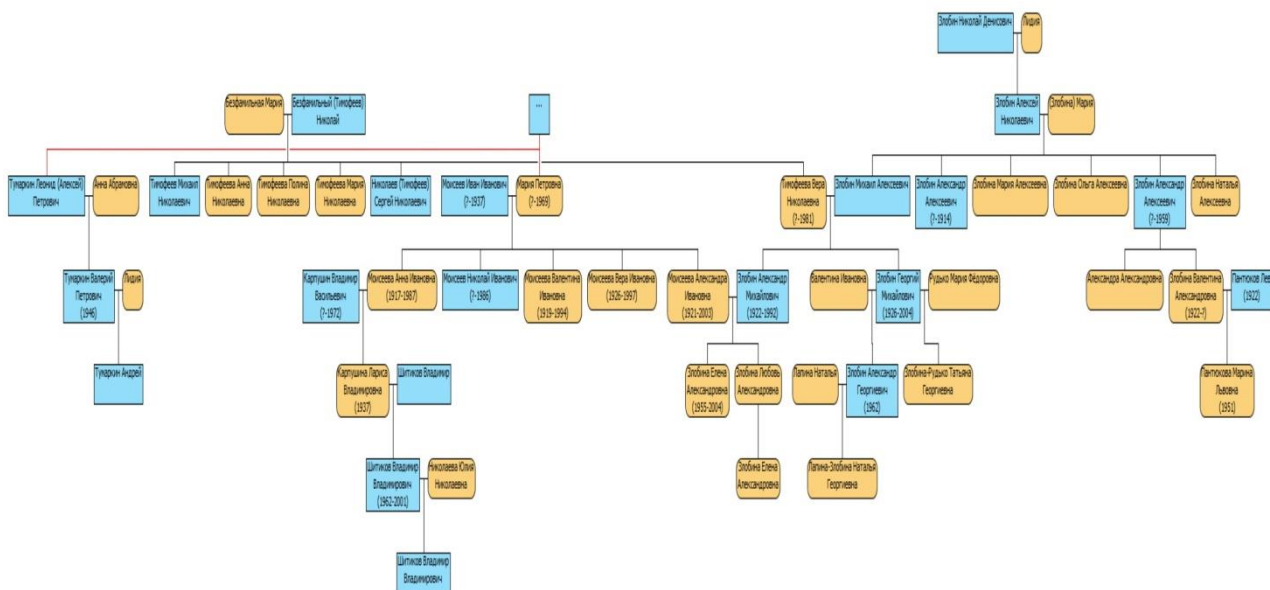 Злобин Николай Денисович
Лидия
Безфамильная Мария
Безфамильный (Тимофеев)
Николай
...
Злобин Алексей
Николаевич
(Злобина) Мария
Тумаркин Леонид (Алексей)
Петрович
Анна Абрамовна
Тимофеев Михаил
Николаевич
Тимофеева Анна
Николаевна
Тимофеева Полина
Николаевна
Тимофеева Мария
Николаевна
Николаев (Тимофеев)
Сергей Николаевич
Моисеев Иван Иванович
(?-1937)
Мария Петровна
(?-1969)
Тимофеева Вера
Николаевна
(?-1981)
Злобин Михаил Алексеевич
Злобин Александр
Алексеевич
(?-1914)
Злобина Мария Алексеевна
Злобина Ольга Алексеевна
Злобин Александр
Алексеевич
(?-1959)
Злобина Наталья
Алексеевна
Тумаркин Валерий
Петрович
(1946)
Лидия
Карпушин Владимир
Васильевич
(?-1972)
Моисеева Анна Ивановна
(1917-1987)
Моисеев Николай Иванович
(?-1986)
Моисеева Валентина
Ивановна
(1919-1994)
Моисеева Вера Ивановна
(1926-1997)
Моисеева Александра
Ивановна
(1921-2003)
Злобин Александр
Михайлович
(1922-1992)
Валентина Ивановна
Злобин Георгий
Михайлович
(1926-2004)
Рудько Мария Фёдоровна
Александра Александровна
Злобина Валентина
Александровна
(1922-?)
Пантюков Лев
(1922)
Тумаркин Андрей
Карпушина Лариса
Владимировна
(1937)
Шитиков Владимир
Злобина Елена
Александровна
(1955-2004)
Злобина Любовь
Александровна
Лапина Наталья
Злобин Александр
Георгиевич
(1962)
Злобина-Рудько Татьяна
Георгиевна
Пантюкова Марина
Львовна
(1951)
Шитиков Владимир
Владимирович
(1962-2001)
Николаева Юлия
Николаевна
Злобина Елена
Александровна
Лапина-Злобина Наталья
Георгиевна
Шитиков Владимир
Владимирович